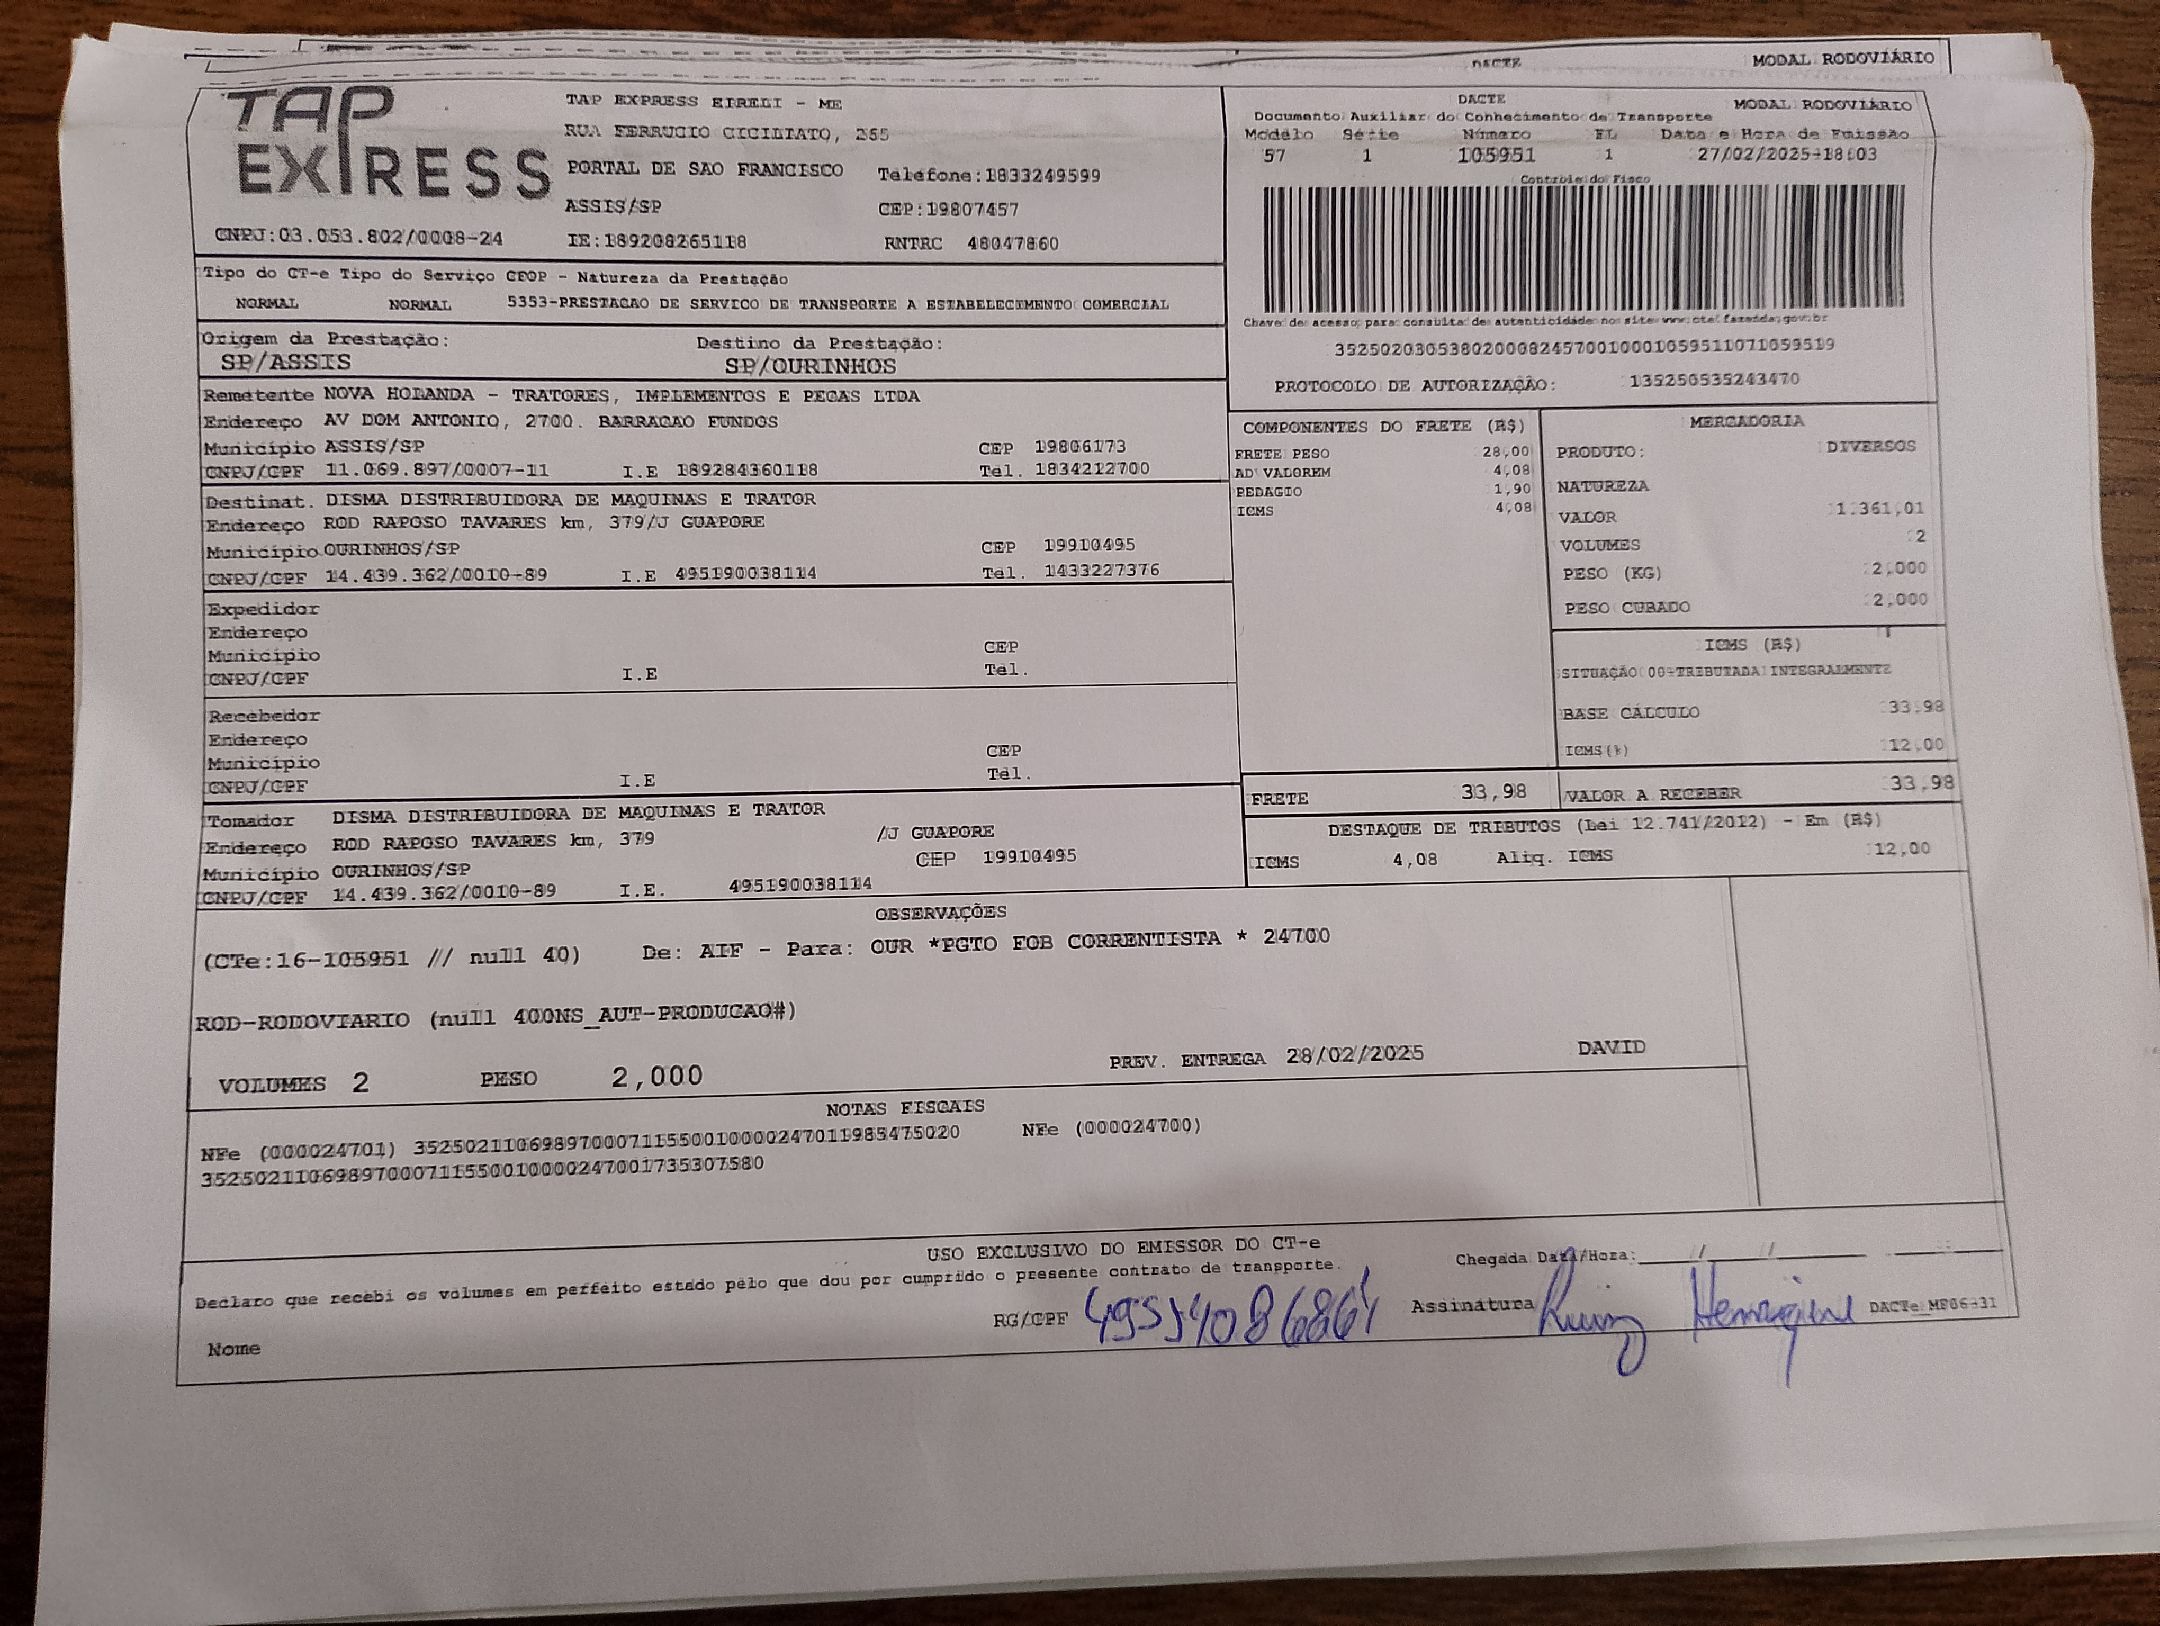 DACTE MODAL RODOVIÁRIO
TAP EXPRESS
TAP EXPRESS EIRELI - ME
RUA FERRUCIO CICILIATO, 265
PORTAL DE SAO FRANCISCO Telefone:1833249599
ASSIS/SP CEP:19807457
CNPJ:03.053.802/0008-24 IE:189208265118 RNTRC 48047860
DACTE MODAL RODOVIÁRIO
Documento Auxiliar do Conhecimento de Transporte
Modelo Série Número FL Data e Hora de Emissão
57 1 105951 1 27/02/2025-18:03
Controle do Fisco
Chave de acesso para consulta de autenticidade no site www.cte.fazenda.gov.br
35250203053802000824570010001059511071059519
PROTOCOLO DE AUTORIZAÇÃO: 135250535243470
Tipo do CT-e Tipo do Serviço CFOP - Natureza da Prestação
NORMAL NORMAL 5353-PRESTACAO DE SERVICO DE TRANSPORTE A ESTABELECIMENTO COMERCIAL
Origem da Prestação: Destino da Prestação:
SP/ASSIS SP/OURINHOS
Remetente NOVA HOLANDA - TRATORES, IMPLEMENTOS E PECAS LTDA
Endereço AV DOM ANTONIO, 2700. BARRACAO FUNDOS
Município ASSIS/SP CEP 19806173
CNPJ/CPF 11.069.897/0007-11 I.E 189284360118 Tel. 1834212700
Destinat. DISMA DISTRIBUIDORA DE MAQUINAS E TRATOR
Endereço ROD RAPOSO TAVARES km, 379/J GUAPORE
Município OURINHOS/SP CEP 19910495
CNPJ/CPF 14.439.362/0010-89 I.E 495190038114 Tel. 1433227376
Expedidor
Endereço
Município CEP
CNPJ/CPF I.E Tel.
Recebedor
Endereço
Município CEP
CNPJ/CPF I.E Tel.
Tomador DISMA DISTRIBUIDORA DE MAQUINAS E TRATOR
Endereço ROD RAPOSO TAVARES km, 379 /J GUAPORE
Município OURINHOS/SP CEP 19910495
CNPJ/CPF 14.439.362/0010-89 I.E. 495190038114
COMPONENTES DO FRETE (R$)
FRETE PESO 28,00
AD VALOREM 4,08
PEDAGIO 1,90
ICMS 4,08
MERCADORIA
PRODUTO: DIVERSOS
NATUREZA
VALOR 1.361,01
VOLUMES 2
PESO (KG) 2,000
PESO CUBADO 2,000
ICMS (R$)
SITUAÇÃO 00-TRIBUTADA INTEGRALMENTE
BASE CÁLCULO 33,98
ICMS(%) 12,00
FRETE 33,98 VALOR A RECEBER 33,98
DESTAQUE DE TRIBUTOS (Lei 12.741/2012) - Em (R$)
ICMS 4,08 Aliq. ICMS 12,00
OBSERVAÇÕES
(CTe:16-105951 // null 40) De: AIF - Para: OUR *PGTO FOB CORRENTISTA * 24700
ROD-RODOVIARIO (null 400NS_AUT-PRODUCAO#)
VOLUMES 2 PESO 2,000 PREV. ENTREGA 28/02/2025 DAVID
NOTAS FISCAIS
NFe (000024701) 35250211069897000711550010000247011985475020 NFe (000024700)
35250211069897000711550010000247001735307580
USO EXCLUSIVO DO EMISSOR DO CT-e
Declaro que recebi os volumes em perfeito estado pelo que dou por cumprido o presente contrato de transporte.
Chegada Data/Hora: / /
Nome RG/CPF Assinatura Henrique DACTe_MF06-31